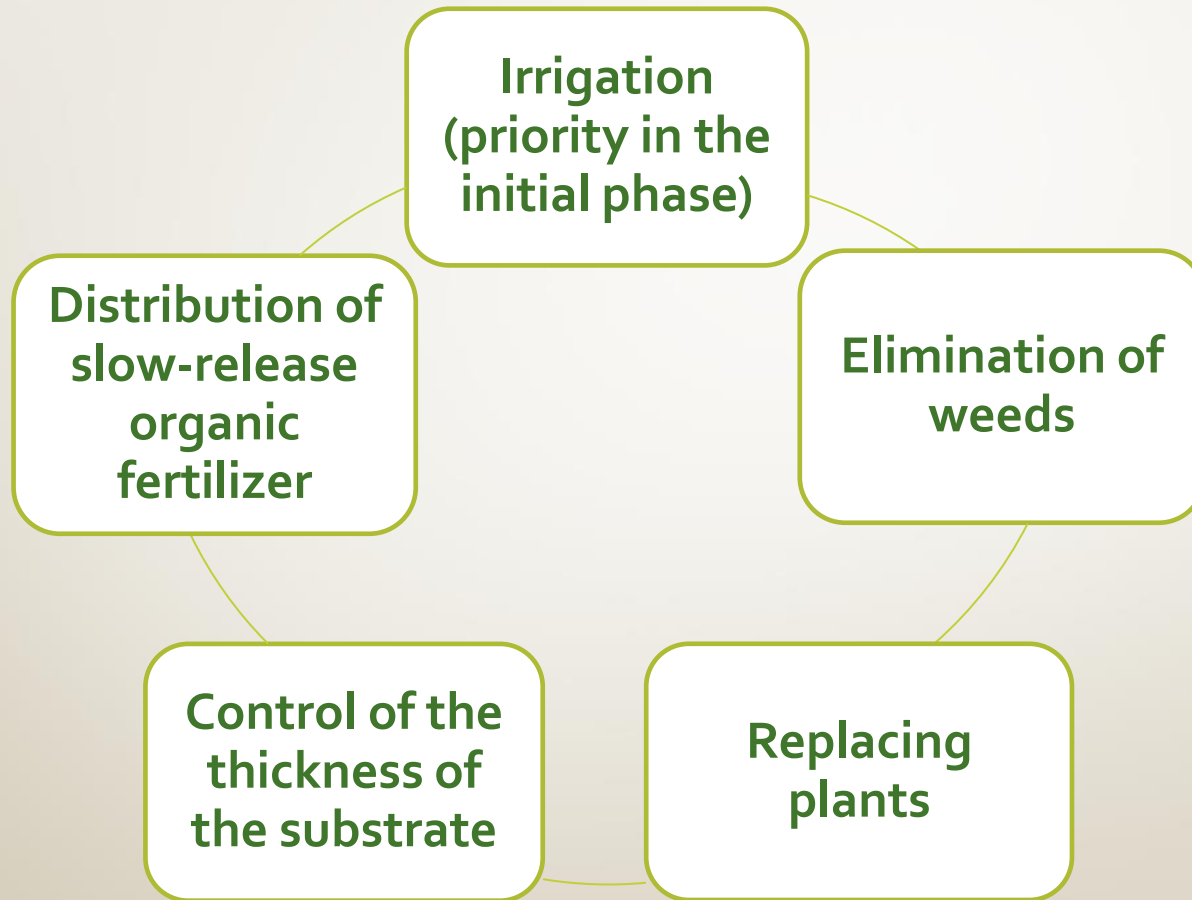 Irrigation
(priority in the
initial phase)
Elimination of
weeds
Replacing
plants
Control of the
thickness of
the substrate
Distribution of
slow-release
organic
fertilizer